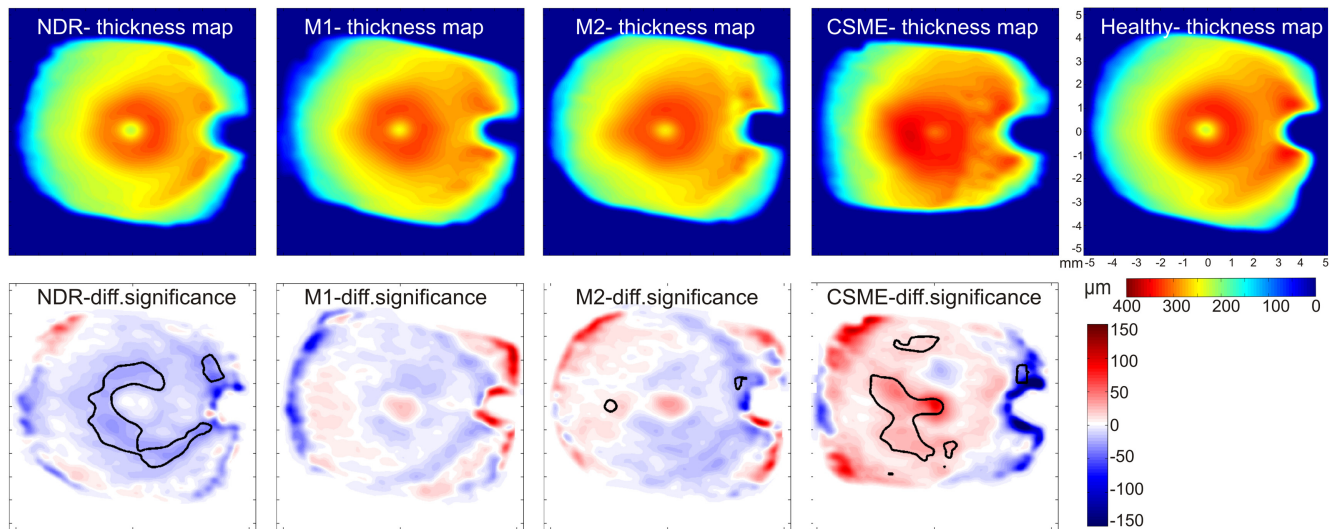 NDR- thickness map
M1- thickness map
M2- thickness map
CSME- thickness map
Healthy- thickness map
5
4
3
2
1
0
-1
-2
-3
-4
-5
mm -5 -4 -3 -2 -1 0 1 2 3 4 5
NDR-diff.significance
M1-diff.significance
M2-diff.significance
CSME-diff.significance
µm
400 300 200 100 0
150
100
50
0
-50
-100
-150